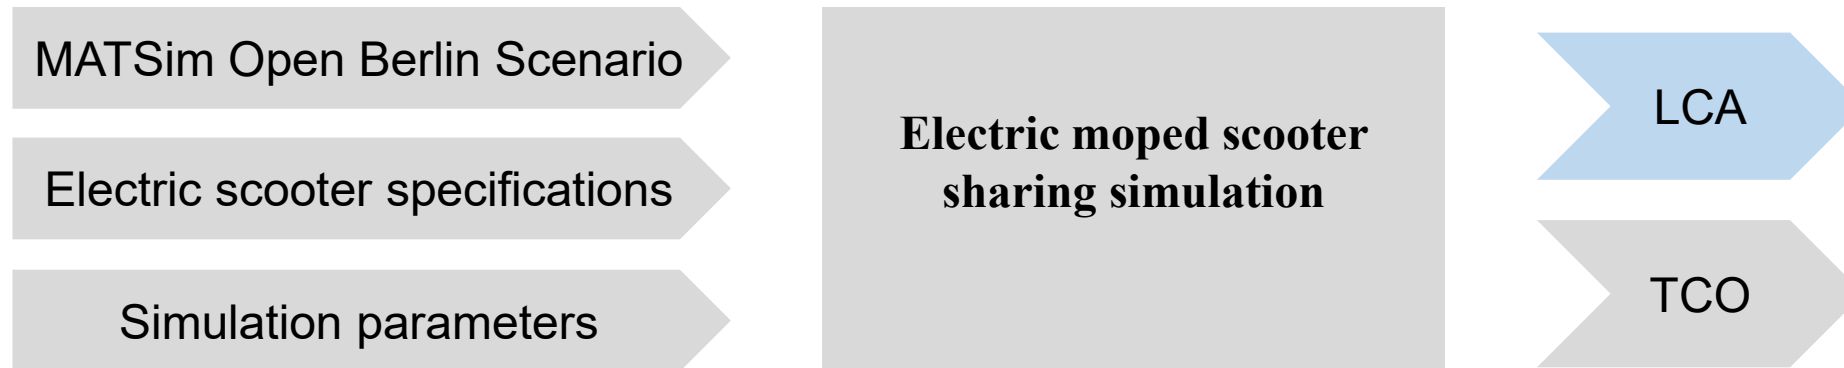 MATSim Open Berlin Scenario
Electric scooter specifications
Simulation parameters
Electric moped scooter
sharing simulation
LCA
TCO